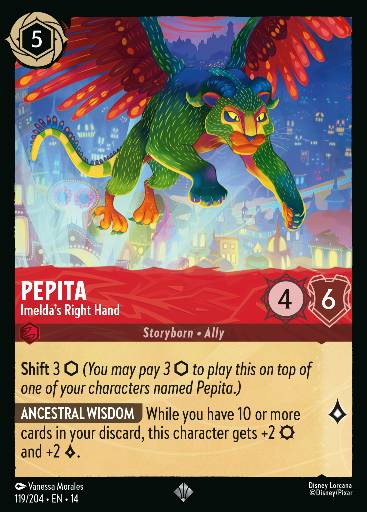 5
PEPITA
Imelda's Right Hand
4
6
Storyborn • Ally
Shift 3 (You may pay 3 to play this on top
of one of your characters named Pepita.)
ANCESTRAL WISDOM While you have 10 or more
cards in your discard, this character gets +2
and +2 .
Vanessa Morales
119/204 • EN • 14
Disney Lorcana
©Disney/Pixar